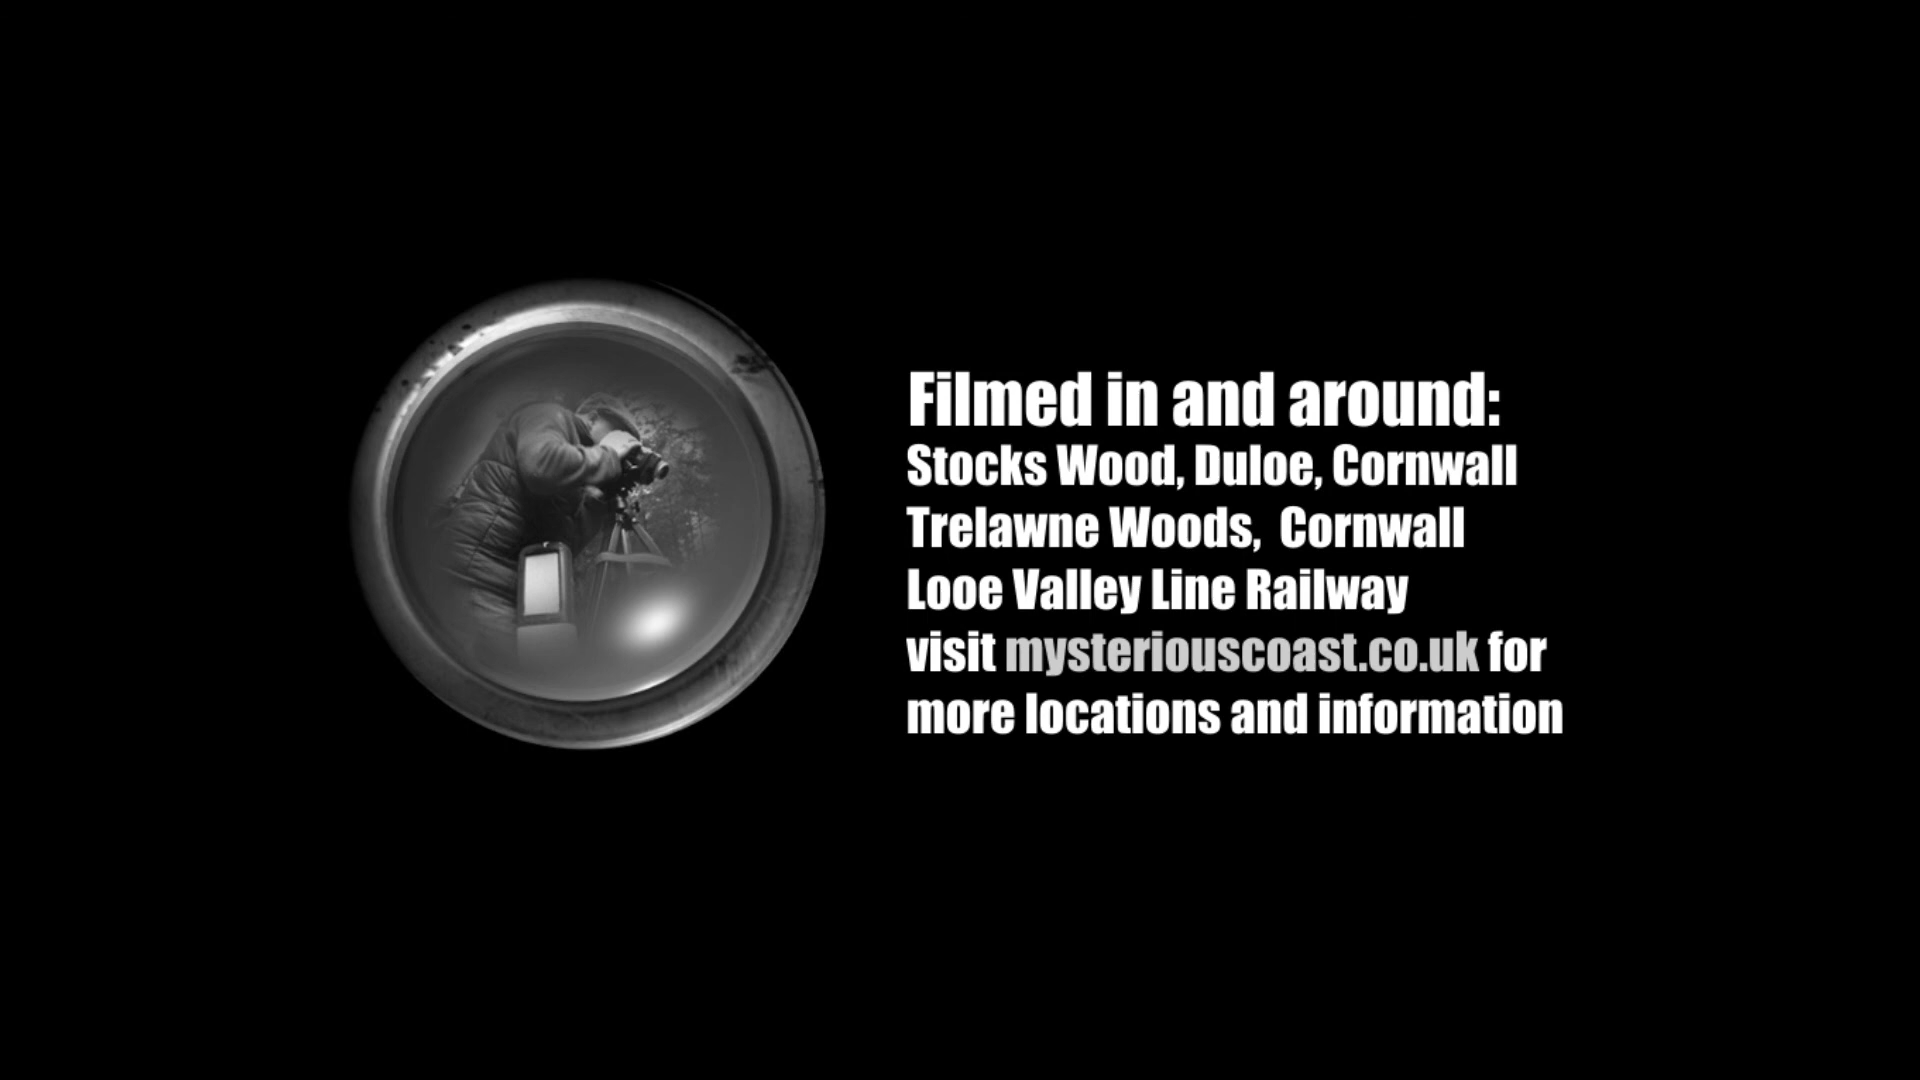 Filmed in and around:
Stocks Wood, Duloe, Cornwall
Trelawne Woods,  Cornwall
Looe Valley Line Railway
visit mysteriouscoast.co.uk for
more locations and information